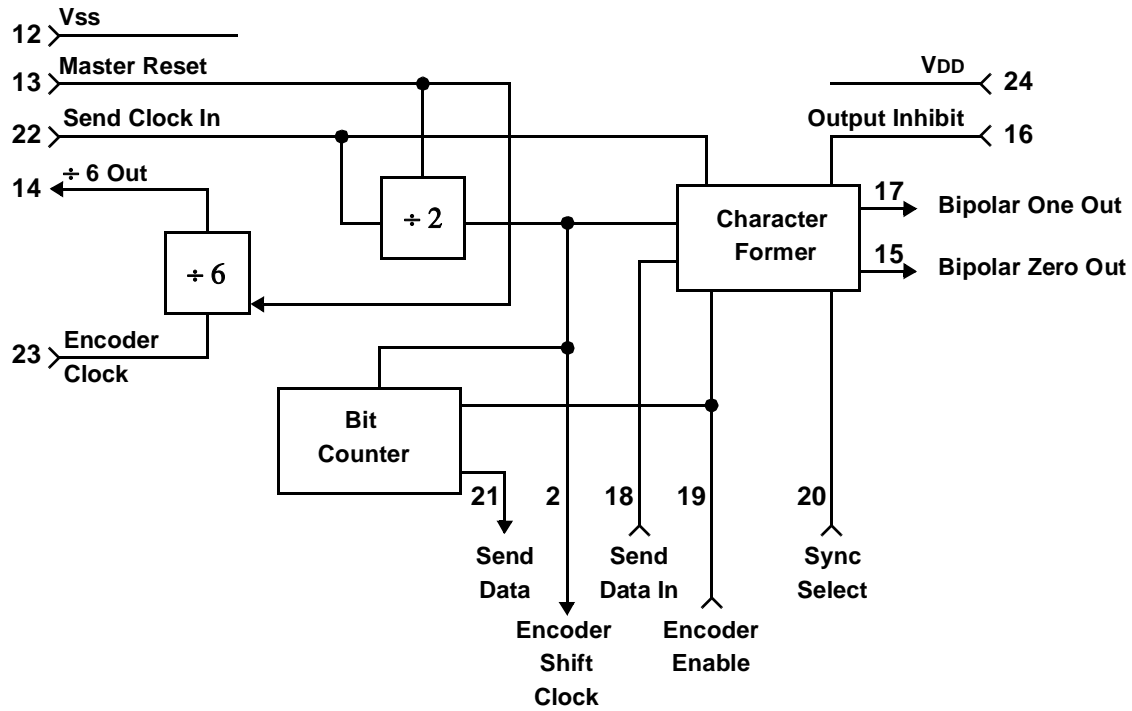 Vss
12
Master Reset
13
Send Clock In
22
÷ 6 Out
14
÷ 6
Encoder
Clock
23
÷ 2
VDD
24
Output Inhibit
16
Character
Former
17
Bipolar One Out
15
Bipolar Zero Out
Bit
Counter
21
2
18
19
20
Send
Data
Encoder
Shift
Clock
Send
Data In
Encoder
Enable
Sync
Select